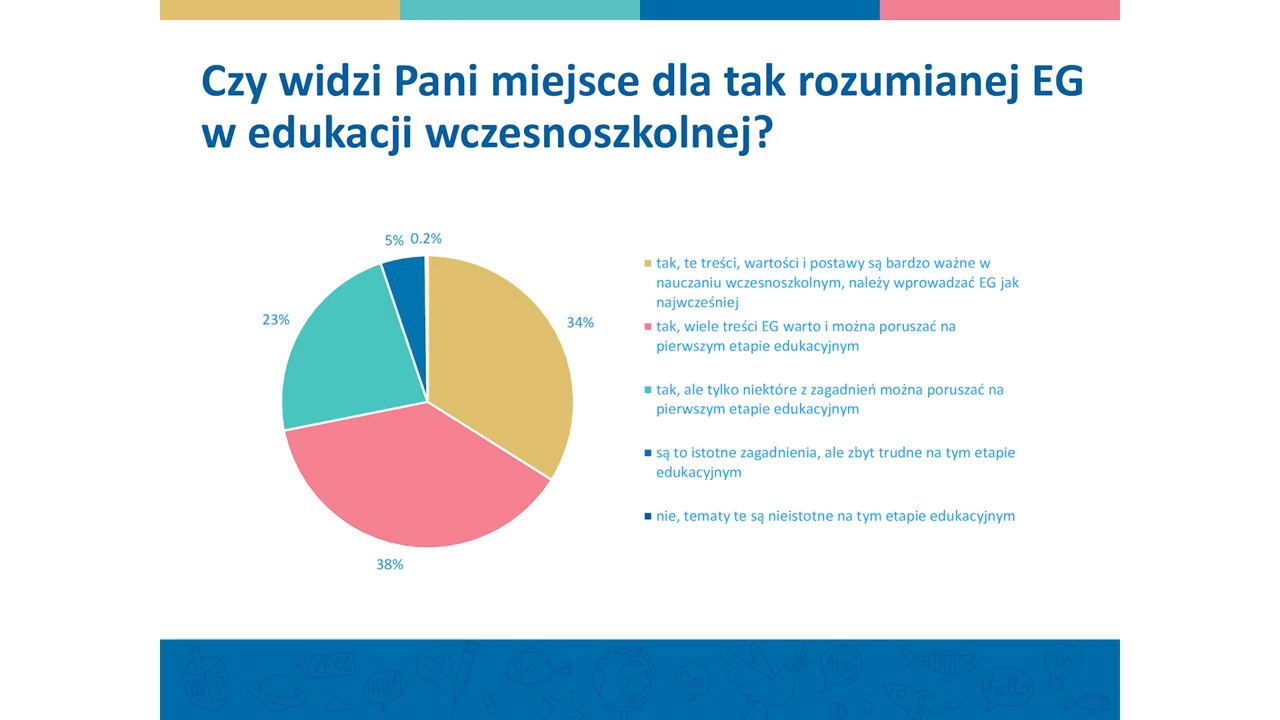 Czy widzi Pani miejsce dla tak rozumianej EG
w edukacji wczesnoszkolnej?
5% 0.2%
23%
34%
38%
tak, te treści, wartości i postawy są bardzo ważne w
nauczaniu wczesnoszkolnym, należy wprowadzać EG jak
najwcześniej
tak, wiele treści EG warto i można poruszać na
pierwszym etapie edukacyjnym
tak, ale tylko niektóre z zagadnień można poruszać na
pierwszym etapie edukacyjnym
są to istotne zagadnienia, ale zbyt trudne na tym etapie
edukacyjnym
nie, tematy te są nieistotne na tym etapie edukacyjnym
CZEŚĆ
hello